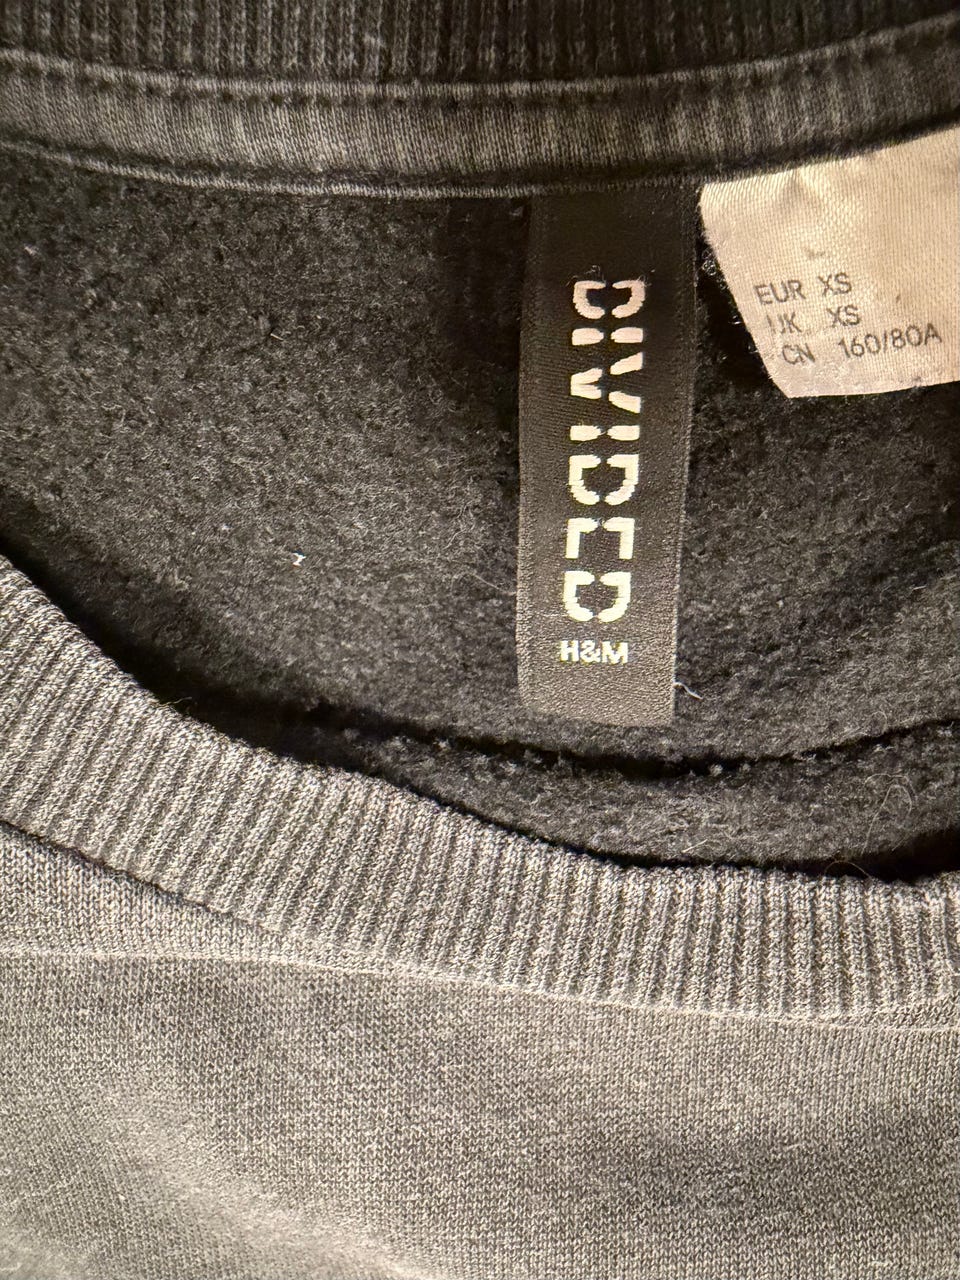 DIVIDED
H&M
EUR XS
UK XS
CN 160/80A